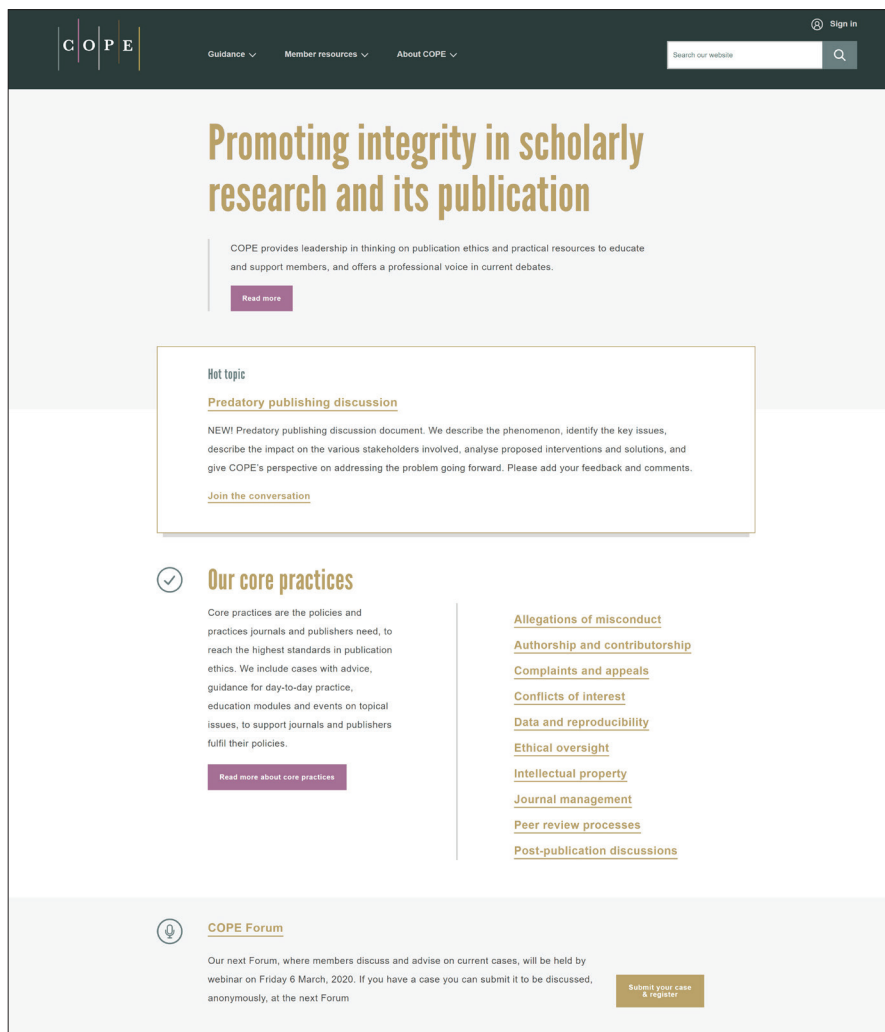 Sign in
COPE
Guidance
Member resources
About COPE
Search our website
Promoting integrity in scholarly
research and its publication
COPE provides leadership in thinking on publication ethics and practical resources to educate
and support members, and offers a professional voice in current debates.
Read more
Hot topic
Predatory publishing discussion
NEW! Predatory publishing discussion document. We describe the phenomenon, identify the key issues,
describe the impact on the various stakeholders involved, analyse proposed interventions and solutions, and
give COPE's perspective on addressing the problem going forward. Please add your feedback and comments.
Join the conversation
Our core practices
Core practices are the policies and
practices journals and publishers need, to
reach the highest standards in publication
ethics. We include cases with advice,
guidance for day-to-day practice,
education modules and events on topical
issues, to support journals and publishers
fulfil their policies.
Read more about core practices
Allegations of misconduct
Authorship and contributorship
Complaints and appeals
Conflicts of interest
Data and reproducibility
Ethical oversight
Intellectual property
Journal management
Peer review processes
Post-publication discussions
COPE Forum
Our next Forum, where members discuss and advise on current cases, will be held by
webinar on Friday 6 March, 2020. If you have a case you can submit it to be discussed,
anonymously, at the next Forum
Submit your case
& register